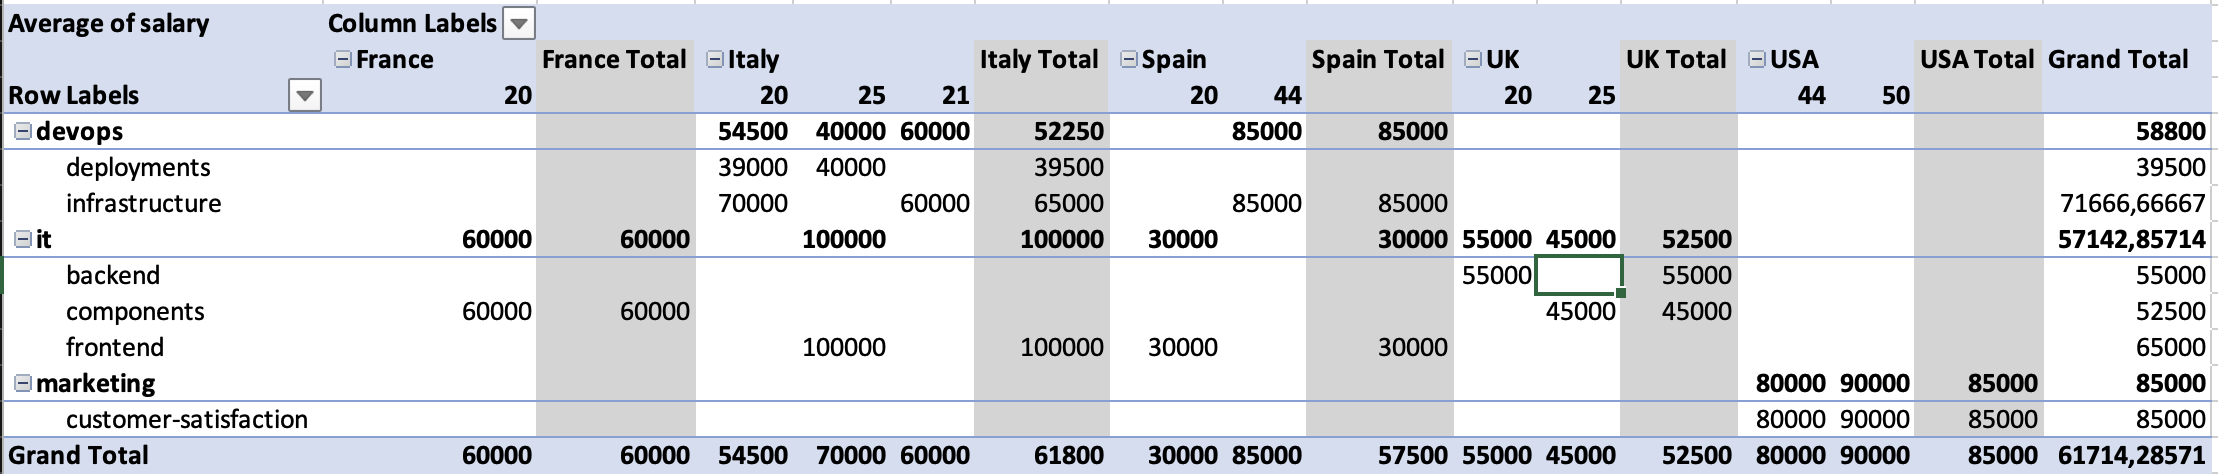 Average of salary Column Labels
France France Total Italy Italy Total Spain Spain Total UK UK Total USA USA Total Grand Total
Row Labels 20 20 25 21 20 44 20 25 44 50
devops 54500 40000 60000 52250 85000 85000 58800
deployments 39000 40000 39500 39500
infrastructure 70000 60000 65000 85000 85000 71666,66667
it 60000 60000 100000 100000 30000 30000 55000 45000 52500 57142,85714
backend 55000 55000 55000
components 60000 60000 45000 45000 52500
frontend 100000 100000 30000 30000 65000
marketing 80000 90000 85000 85000
customer-satisfaction 80000 90000 85000 85000
Grand Total 60000 60000 54500 70000 60000 61800 30000 85000 57500 55000 45000 52500 80000 90000 85000 61714,28571